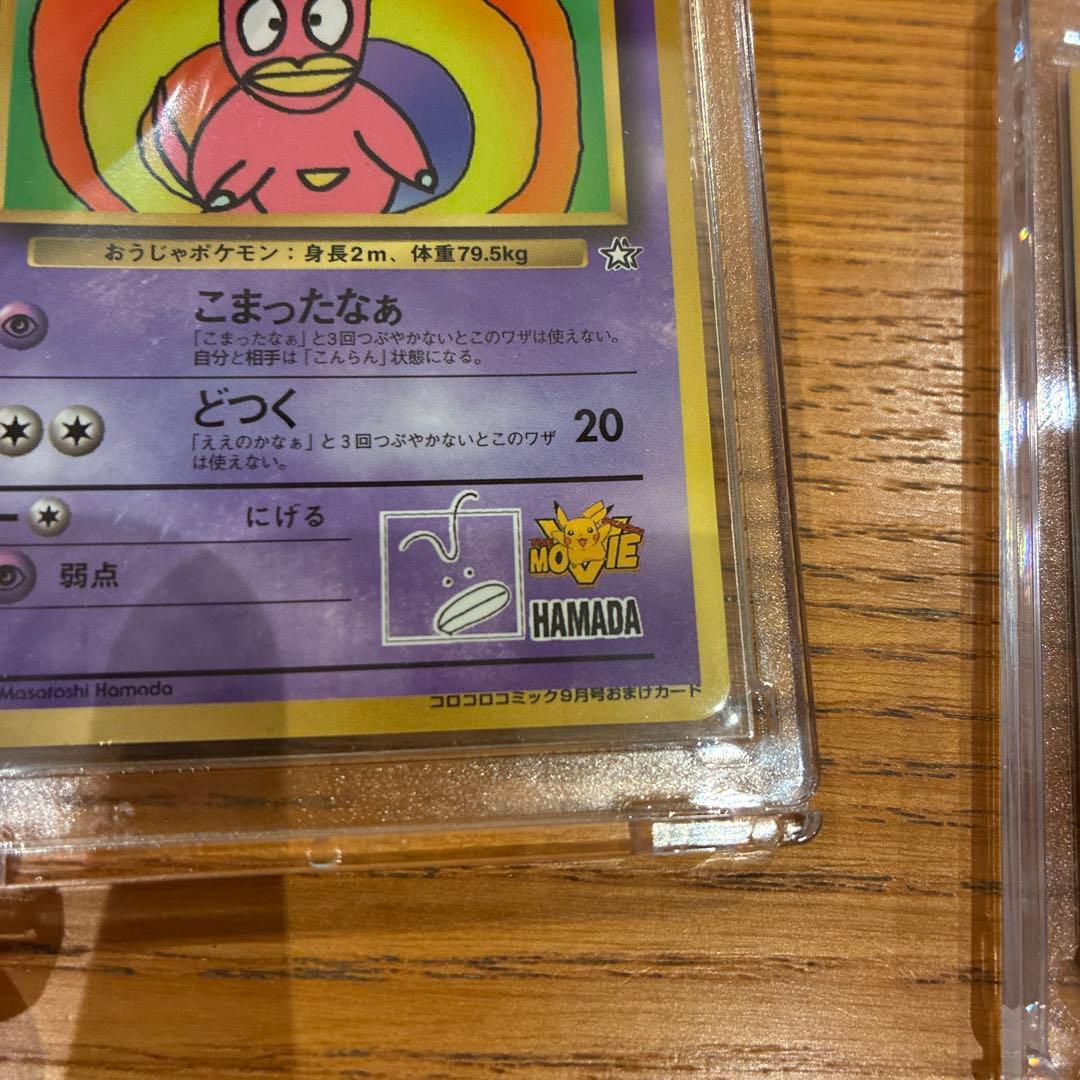 おうじゃポケモン：身長2m、体重79.5kg
こまったなぁ
「こまったなぁ」と3回つぶやかないとこのワザは使えない。
自分と相手は「こんらん」状態になる。
どつく
20
「ええのかなぁ」と3回つぶやかないとこのワザ
は使えない。
にげる
弱点
MOVIE
HAMADA
Masatoshi Hamada
コロコロコミック9月号おまけカード